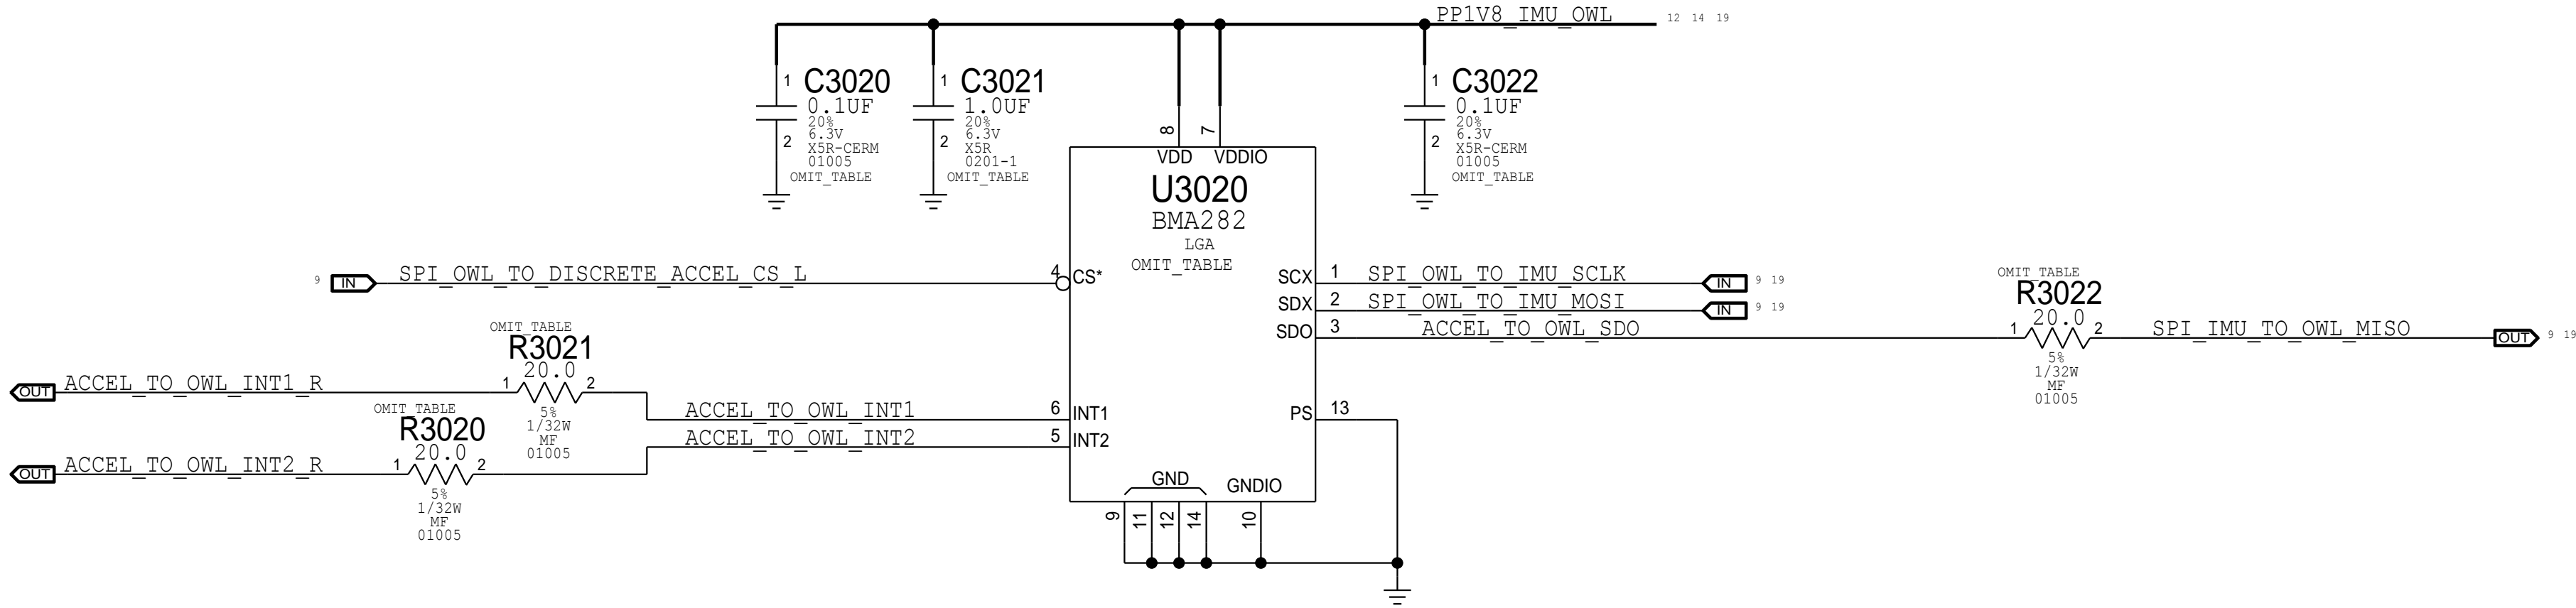 PP1V8_IMU_OWL 12 14 19
1 C3020
0.1UF
20%
6.3V
2 X5R-CERM
01005
OMIT_TABLE
1 C3021
1.0UF
20%
6.3V
2 X5R
0201-1
OMIT_TABLE
1 C3022
0.1UF
20%
6.3V
2 X5R-CERM
01005
OMIT_TABLE
8 7
VDD VDDIO
U3020
BMA282
LGA
OMIT_TABLE
9 IN SPI_OWL_TO_DISCRETE_ACCEL_CS_L 4 CS*
SCX 1 SPI_OWL_TO_IMU_SCLK IN 9 19
SDX 2 SPI_OWL_TO_IMU_MOSI IN 9 19
SDO 3 ACCEL_TO_OWL_SDO
OMIT_TABLE
R3022
20.0
1 2
5%
1/32W
MF
01005
SPI_IMU_TO_OWL_MISO OUT 9 19
OMIT_TABLE
R3021
20.0
OUT ACCEL_TO_OWL_INT1_R 1 2
5%
1/32W
MF
01005
ACCEL_TO_OWL_INT1 6 INT1
PS 13
OMIT_TABLE
R3020
20.0
OUT ACCEL_TO_OWL_INT2_R 1 2
5%
1/32W
MF
01005
ACCEL_TO_OWL_INT2 5 INT2
GND GNDIO
9 11 12 14 10